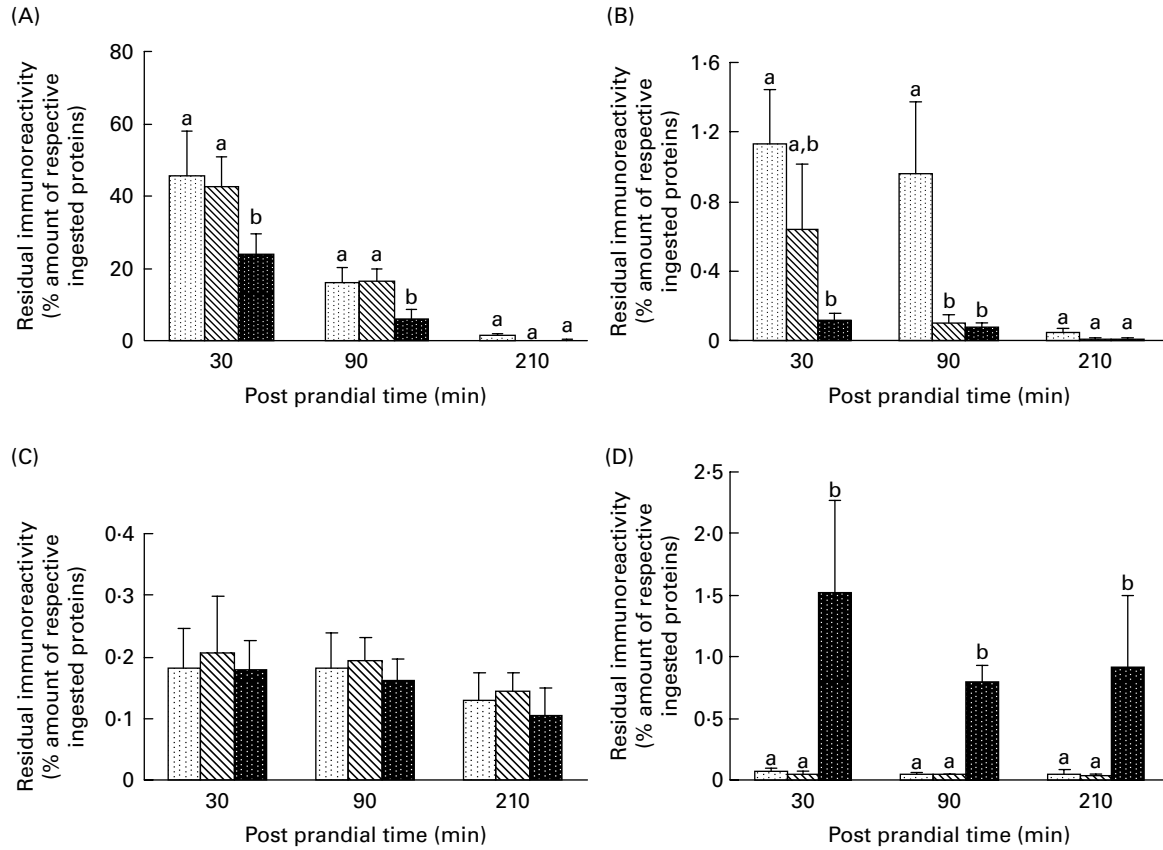 (A)
Residual immunoreactivity
(% amount of respective
ingested proteins)
80
60
40
20
0
a
a
b
a
a
b
a
a
a
30
90
210
Post prandial time (min)
(B)
Residual immunoreactivity
(% amount of respective
ingested proteins)
1·6
1·2
0·8
0·4
0
a
a,b
b
a
b
b
a
a
a
30
90
210
Post prandial time (min)
(C)
Residual immunoreactivity
(% amount of respective
ingested proteins)
0·4
0·3
0·2
0·1
0
30
90
210
Post prandial time (min)
(D)
Residual immunoreactivity
(% amount of respective
ingested proteins)
2·5
2·0
1·5
1·0
0·5
0
a
a
b
a
a
b
a
a
b
30
90
210
Post prandial time (min)